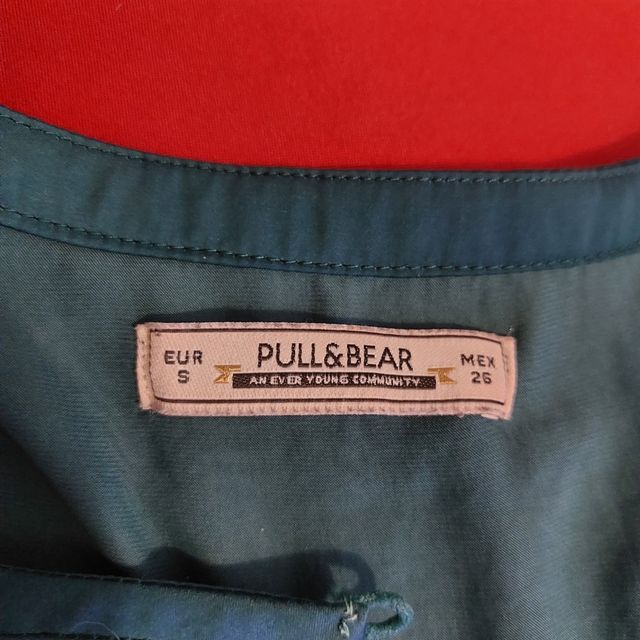 EUR
S
PULL&BEAR
AN EVER YOUNG COMMUNITY
MEX
26